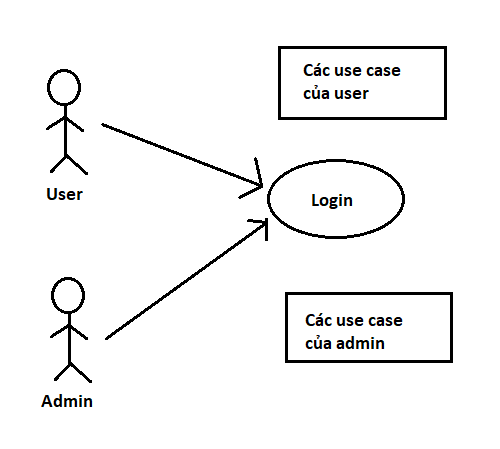 Các use case
của user
User
Login
Các use case
của admin
Admin